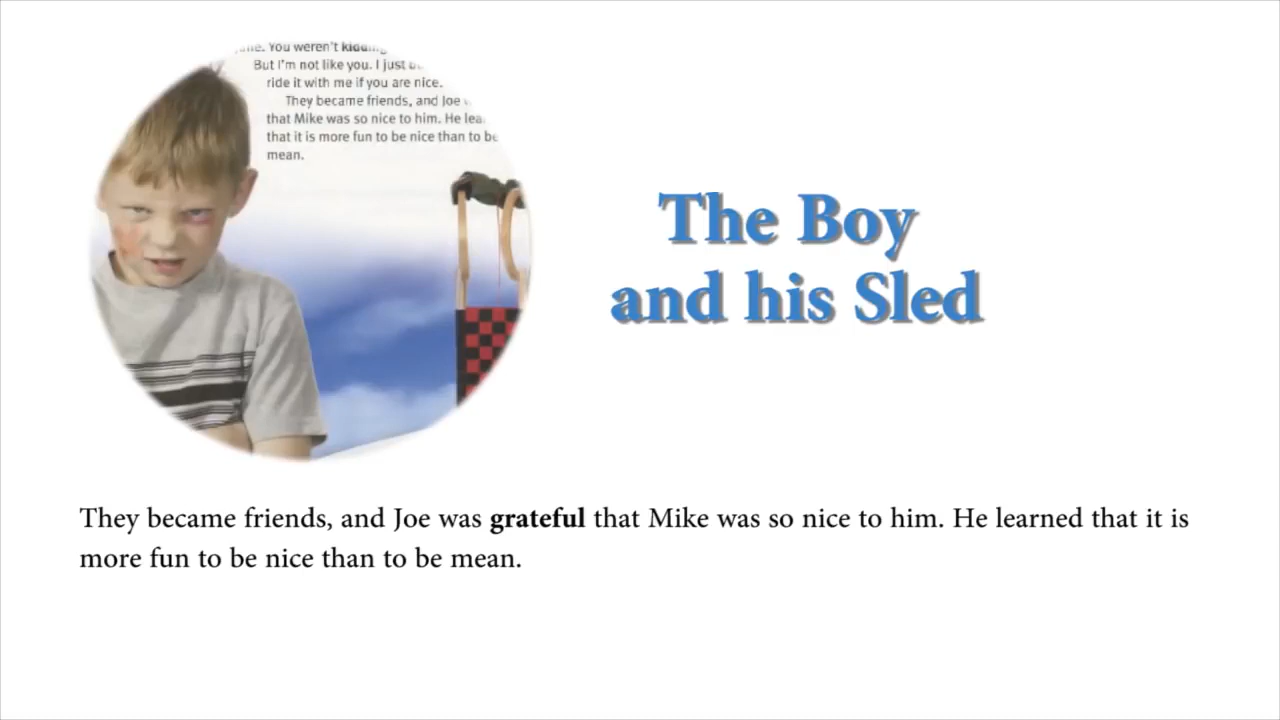 You weren't
But I'm not like you. I just
ride it with me if you are nice.
They became friends, and Joe
that Mike was so nice to him. He
that it is more fun to be nice than to be
mean.
The Boy
and his Sled
They became friends, and Joe was grateful that Mike was so nice to him. He learned that it is
more fun to be nice than to be mean.